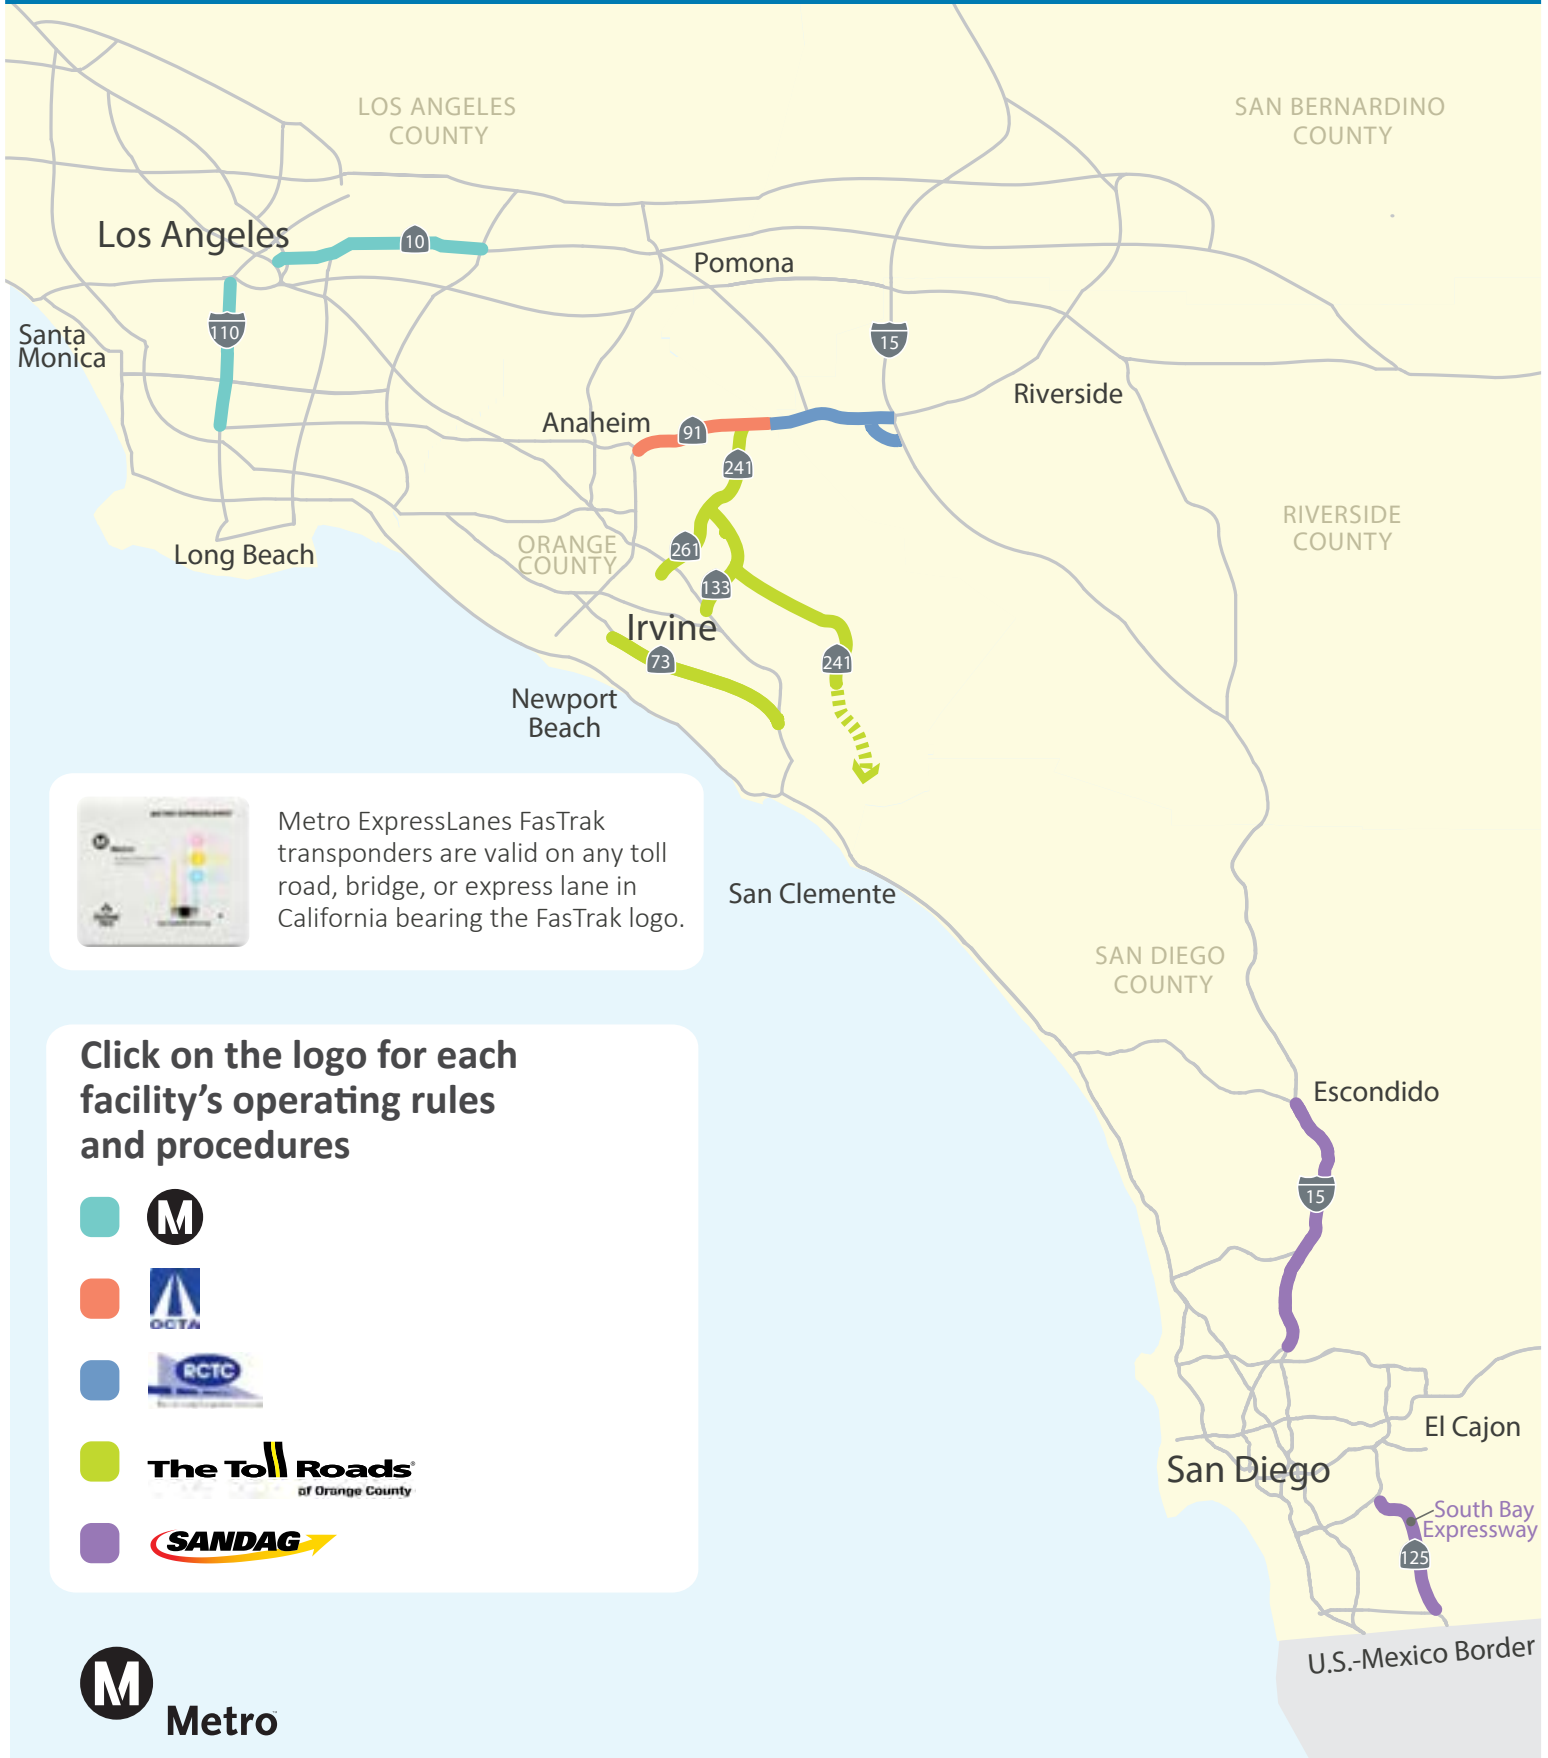 LOS ANGELES
COUNTY
SAN BERNARDINO
COUNTY
Los Angeles
10
Pomona
110
Santa
Monica
15
Riverside
Anaheim
91
241
RIVERSIDE
COUNTY
ORANGE
COUNTY
261
Long Beach
133
Irvine
73
241
Newport
Beach
Metro ExpressLanes FasTrak
transponders are valid on any toll
road, bridge, or express lane in
California bearing the FasTrak logo.
San Clemente
SAN DIEGO
COUNTY
Click on the logo for each
facility's operating rules
and procedures
Escondido
15
M
OCTA
RCTC
The Toll Roads
of Orange County
SANDAG
El Cajon
San Diego
South Bay
Expressway
125
U.S.-Mexico Border
M
Metro